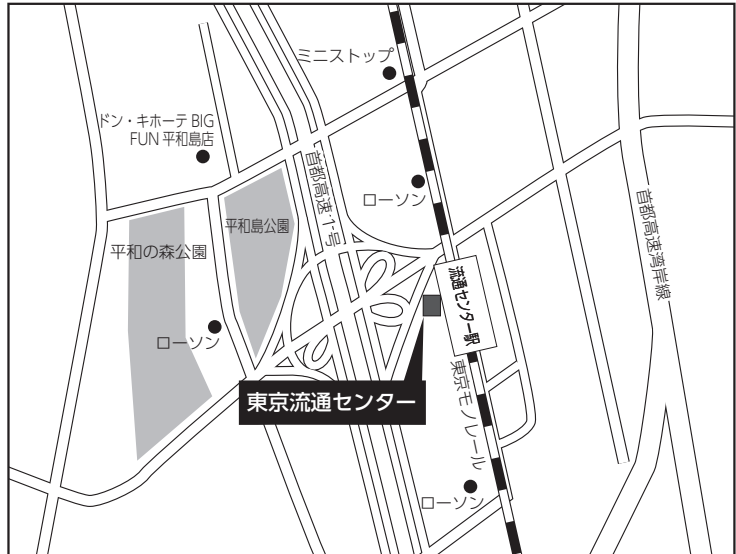 ミニストップ
ドン・キホーテ BIG
FUN 平和島店
首都高速1号
ローソン
首都高速湾岸線
平和島公園
平和の森公園
流通センター駅
ローソン
東京モノレール
東京流通センター
ローソン